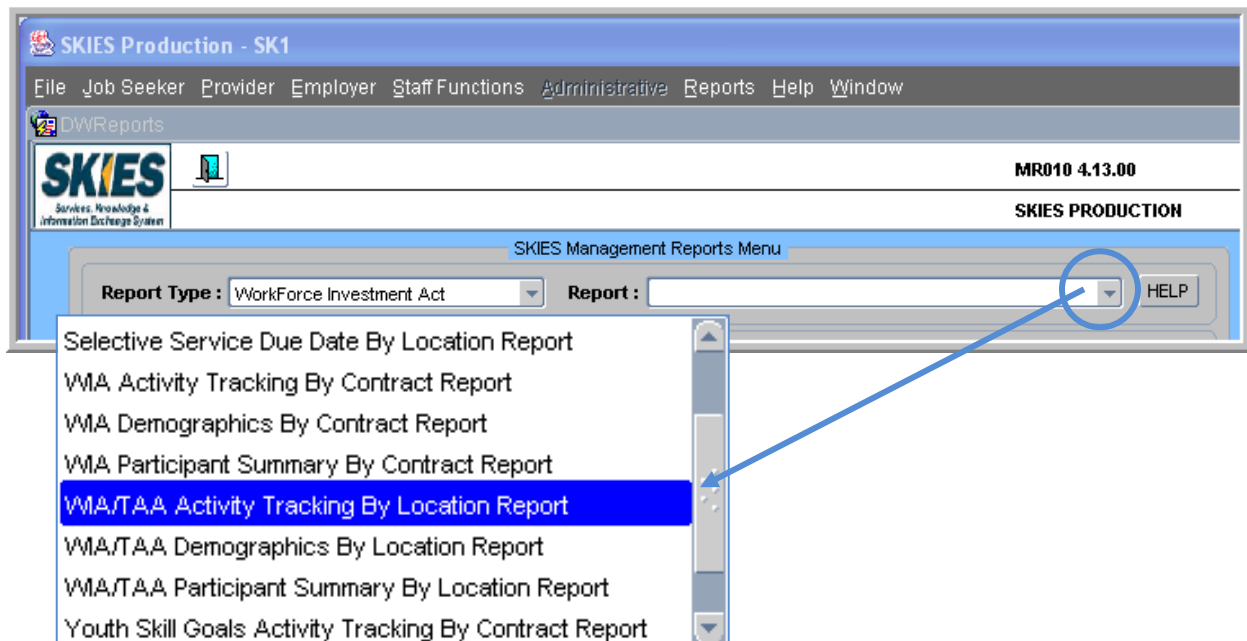 SKIES Production - SK1
File Job Seeker Provider Employer Staff Functions Administrative Reports Help Window
DWReports
SKIES
Services, Knowledge &
Information Exchange System
MR010 4.13.00
SKIES PRODUCTION
SKIES Management Reports Menu
Report Type : WorkForce Investment Act Report : HELP
Selective Service Due Date By Location Report
WIA Activity Tracking By Contract Report
WIA Demographics By Contract Report
WIA Participant Summary By Contract Report
WIA/TAA Activity Tracking By Location Report
WIA/TAA Demographics By Location Report
WIA/TAA Participant Summary By Location Report
Youth Skill Goals Activity Tracking By Contract Report